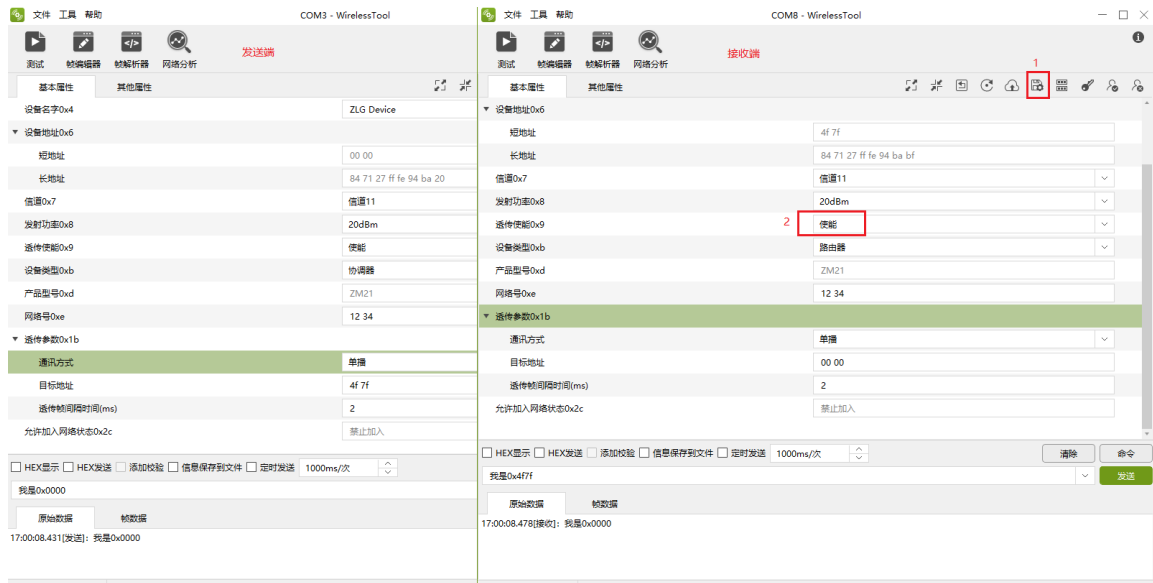 文件 工具 帮助
COM3 - WirelessTool
测试 帧编辑器 帧解析器 网络分析
发送端
基本属性 其他属性
设备名字0x4 ZLG Device
设备地址0x6
短地址 00 00
长地址 84 71 27 ff fe 94 ba 20
信道0x7 信道11
发射功率0x8 20dBm
透传使能0x9 使能
设备类型0xb 协调器
产品型号0xd ZM21
网络号0xe 12 34
透传参数0x1b
通讯方式 单播
目标地址 4f 7f
透传帧间隔时间(ms) 2
允许加入网络状态0x2c 禁止加入
HEX显示 HEX发送 添加校验 信息保存到文件 定时发送 1000ms/次
我是0x0000
原始数据 帧数据
17:00:08.431[发送]: 我是0x0000
文件 工具 帮助
COM8 - WirelessTool
测试 帧编辑器 帧解析器 网络分析
接收端
1
基本属性 其他属性
设备地址0x6
短地址 4f 7f
长地址 84 71 27 ff fe 94 ba bf
信道0x7 信道11
发射功率0x8 20dBm
透传使能0x9 2 使能
设备类型0xb 路由器
产品型号0xd ZM21
网络号0xe 12 34
透传参数0x1b
通讯方式 单播
目标地址 00 00
透传帧间隔时间(ms) 2
允许加入网络状态0x2c 禁止加入
HEX显示 HEX发送 添加校验 信息保存到文件 定时发送 1000ms/次 清除 命令
我是0x4f7f 发送
原始数据 帧数据
17:00:08.478[接收]: 我是0x0000